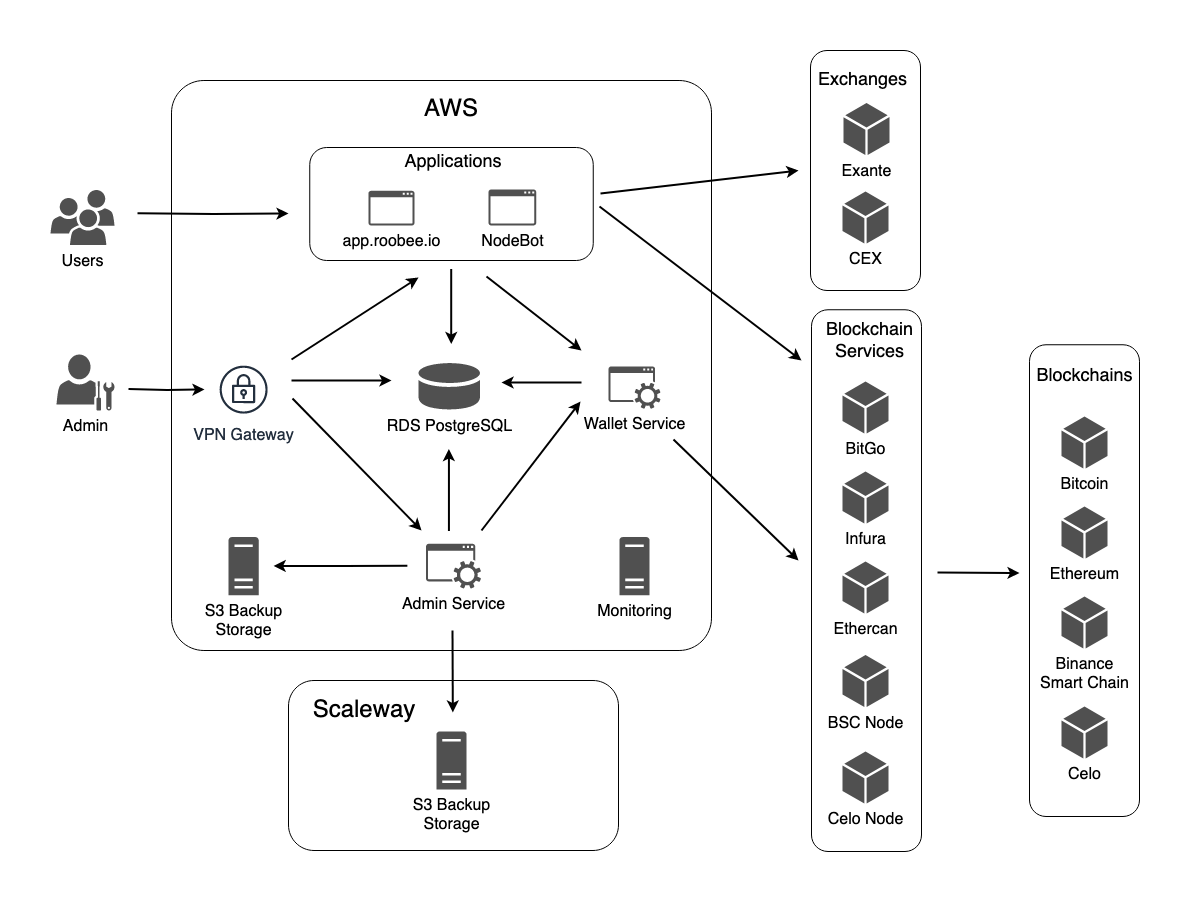 AWS
Exchanges
Applications
Exante
app.roobee.io
NodeBot
Users
CEX
Blockchain
Services
Blockchains
Admin
VPN Gateway
RDS PostgreSQL
Wallet Service
BitGo
Bitcoin
Infura
Ethereum
S3 Backup
Storage
Admin Service
Monitoring
Ethercan
Binance
Smart Chain
Scaleway
BSC Node
Celo
S3 Backup
Storage
Celo Node